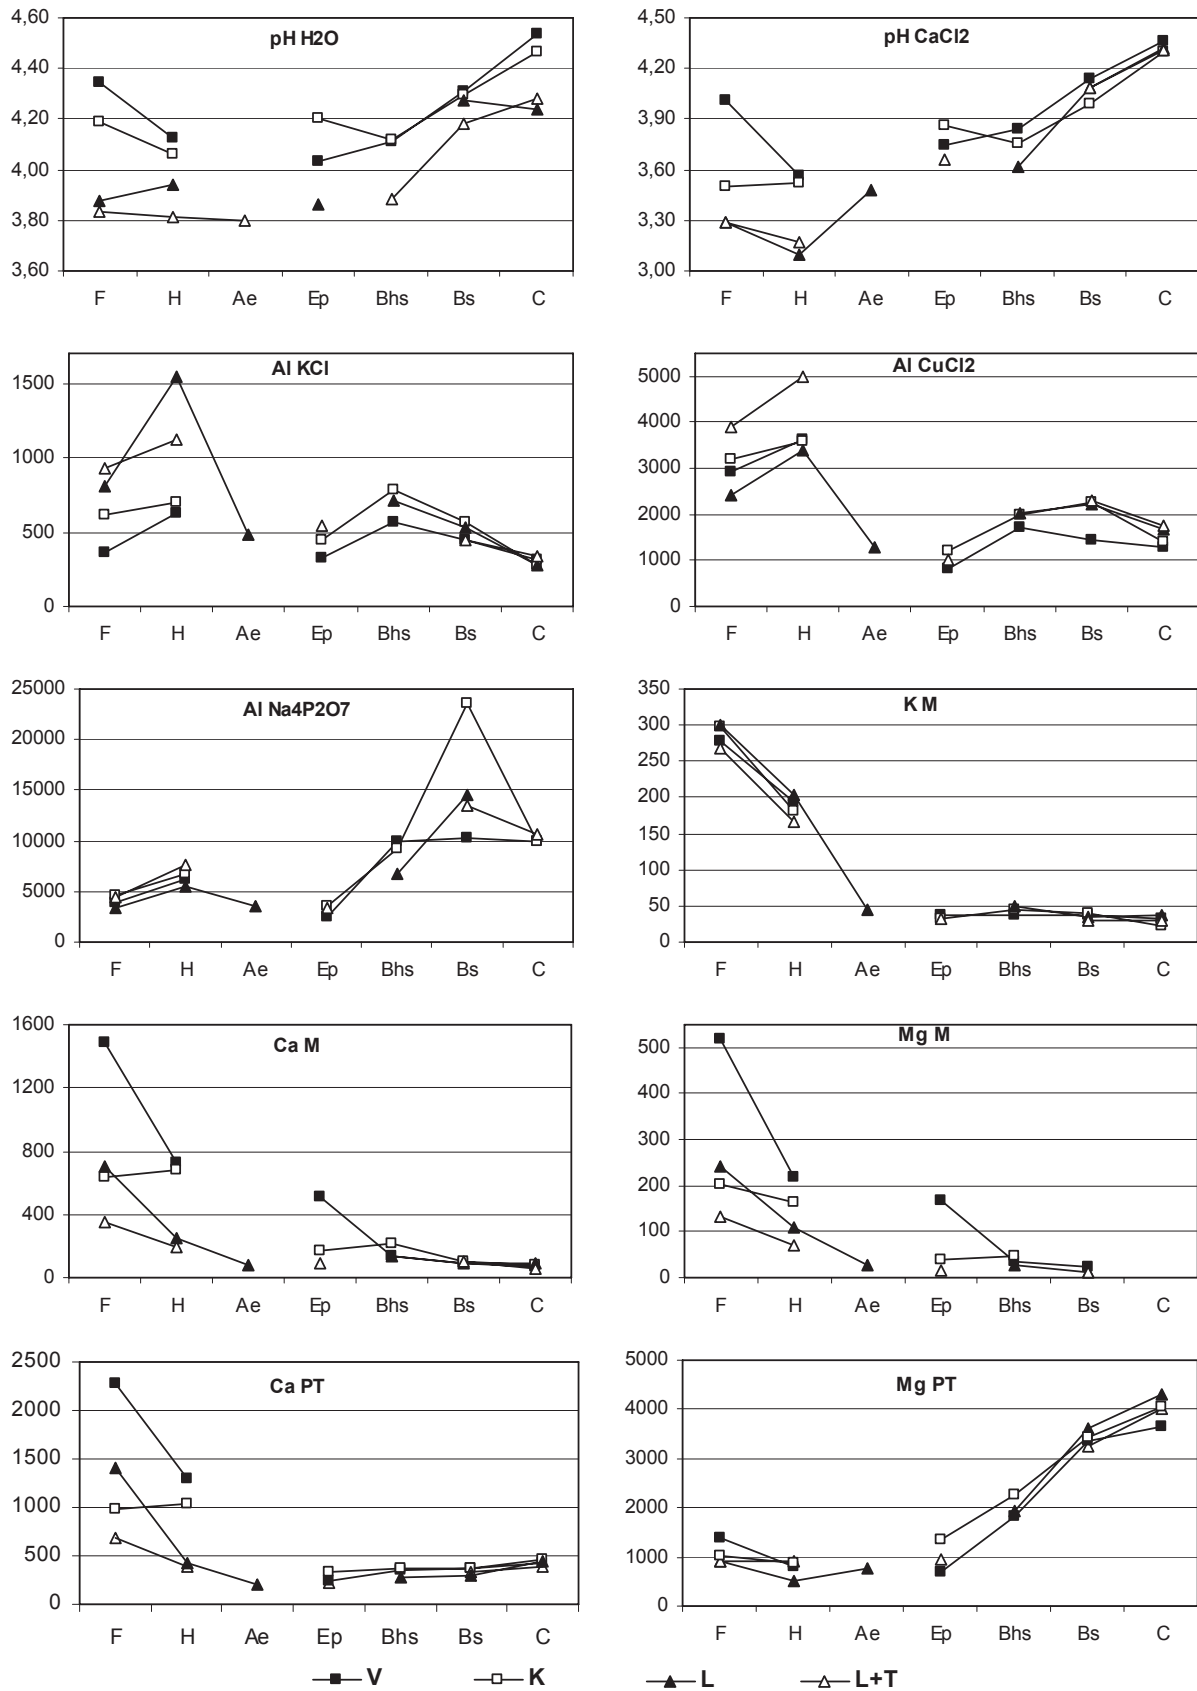 pH H2O
4,60
4,40
4,20
4,00
3,80
3,60
F H Ae Ep Bhs Bs C
pH CaCl2
4,50
4,20
3,90
3,60
3,30
3,00
F H Ae Ep Bhs Bs C
Al KCl
1500
1000
500
0
F H Ae Ep Bhs Bs C
Al CuCl2
5000
4000
3000
2000
1000
0
F H Ae Ep Bhs Bs C
Al Na4P2O7
25000
20000
15000
10000
5000
0
F H Ae Ep Bhs Bs C
K M
350
300
250
200
150
100
50
0
F H Ae Ep Bhs Bs C
Ca M
1600
1200
800
400
0
F H Ae Ep Bhs Bs C
Mg M
500
400
300
200
100
0
F H Ae Ep Bhs Bs C
Ca PT
2500
2000
1500
1000
500
0
F H Ae Ep Bhs Bs C
Mg PT
5000
4000
3000
2000
1000
0
F H Ae Ep Bhs Bs C
V K L L+T